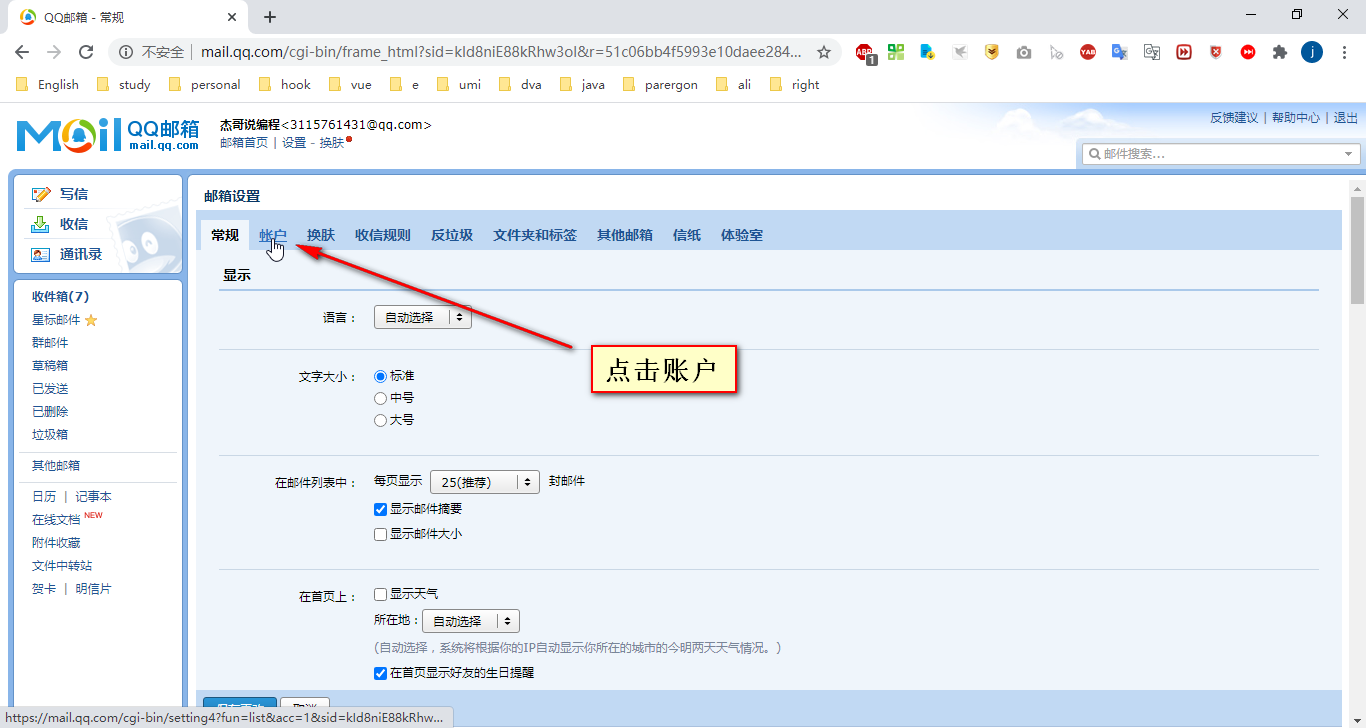 QQ邮箱 - 常规
不安全 mail.qq.com/cgi-bin/frame_html?sid=kId8niE88kRhw3oI&r=51c06bb4f5993e10daee284...
ABP 1 YAB j
English study personal hook vue e umi dva java parergon ali right
Mail QQ邮箱 mail.qq.com
杰哥说编程<3115761431@qq.com>
邮箱首页 | 设置 - 换肤
反馈建议 | 帮助中心 | 退出
邮件搜索...
写信
收信
通讯录
收件箱(7)
星标邮件
群邮件
草稿箱
已发送
已删除
垃圾箱
其他邮箱
日历 | 记事本
在线文档 NEW
附件收藏
文件中转站
贺卡 | 明信片
邮箱设置
常规 帐户 换肤 收信规则 反垃圾 文件夹和标签 其他邮箱 信纸 体验室
显示
语言： 自动选择
点击账户
文字大小： 标准
中号
大号
在邮件列表中： 每页显示 25(推荐) 封邮件
显示邮件摘要
显示邮件大小
在首页上： 显示天气
所在地： 自动选择
(自动选择，系统将根据你的IP自动显示你所在的城市的今明两天天气情况。)
在首页显示好友的生日提醒
保存更改 取消
https://mail.qq.com/cgi-bin/setting4?fun=list&acc=1&sid=kId8niE88kRhw...